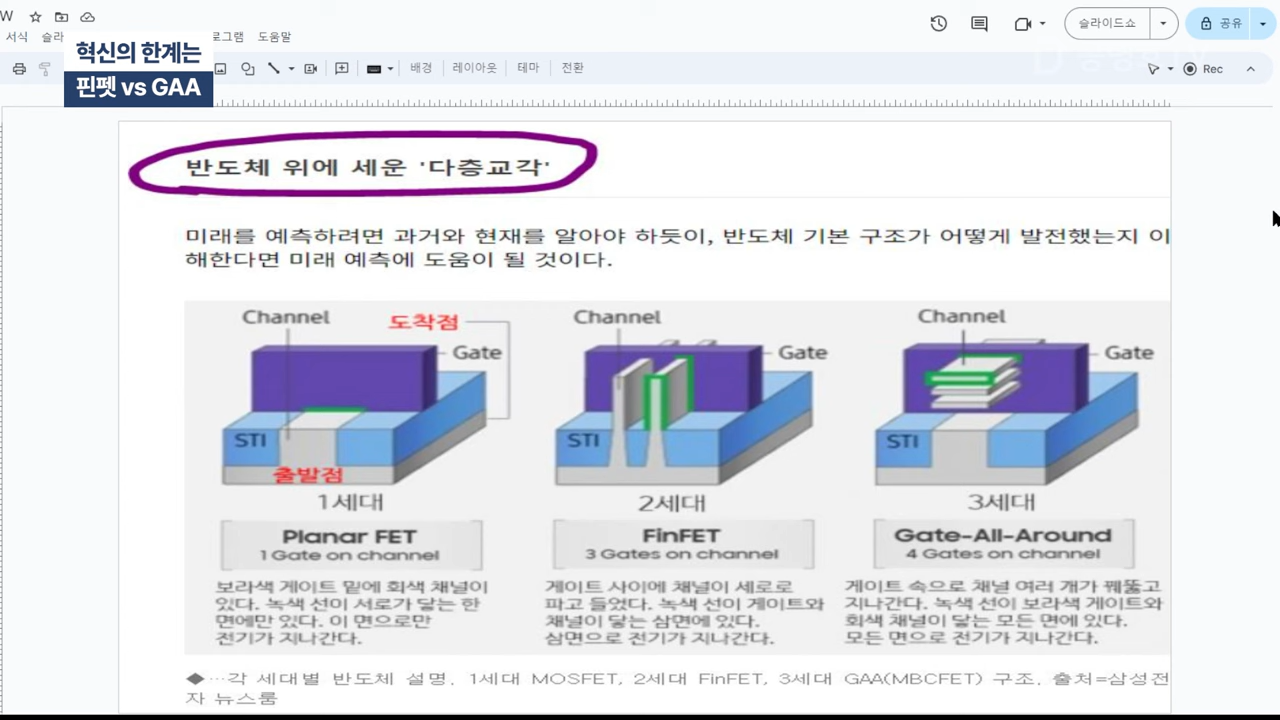 W
서식 슬라
로그램 도움말
슬라이드쇼
공유
혁신의 한계는
핀펫 vs GAA
배경 레이아웃 테마 전환
Rec
반도체 위에 세운 '다층교각'
미래를 예측하려면 과거와 현재를 알아야 하듯이, 반도체 기본 구조가 어떻게 발전했는지 이
해한다면 미래 예측에 도움이 될 것이다.
Channel
도착점
Gate
STI
출발점
1세대
Planar FET
1 Gate on channel
보라색 게이트 밑에 회색 채널이
있다. 녹색 선이 서로가 닿는 한
면에만 있다. 이 면으로만
전기가 지나간다.
Channel
Gate
STI
2세대
FinFET
3 Gates on channel
게이트 사이에 채널이 세로로
파고 들었다. 녹색 선이 게이트와
채널이 닿는 삼면에 있다.
삼면으로 전기가 지나간다.
Channel
Gate
STI
3세대
Gate-All-Around
4 Gates on channel
게이트 속으로 채널 여러 개가 꿰뚫고
지나간다. 녹색 선이 보라색 게이트와
회색 채널이 닿는 모든 면에 있다.
모든 면으로 전기가 지나간다.
◆…각 세대별 반도체 설명. 1세대 MOSFET, 2세대 FinFET, 3세대 GAA(MBCFET) 구조. 출처=삼성전
자 뉴스룸